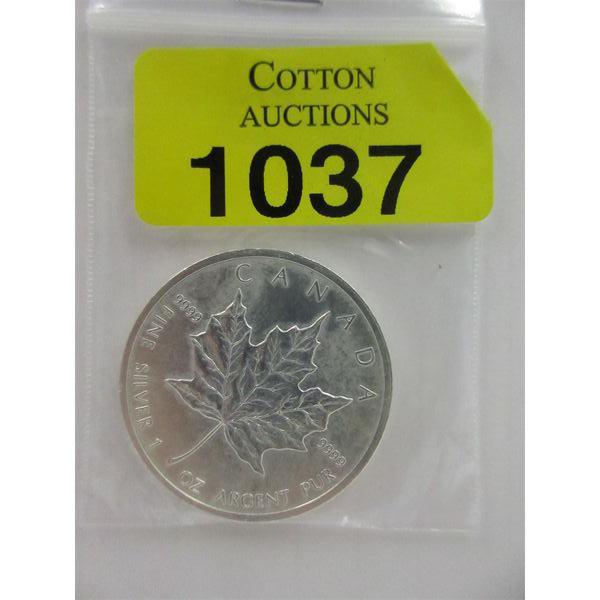 COTTON
AUCTIONS
1037
CANADA
9999
9999
FINE SILVER 1 OZ ARGENT PUR